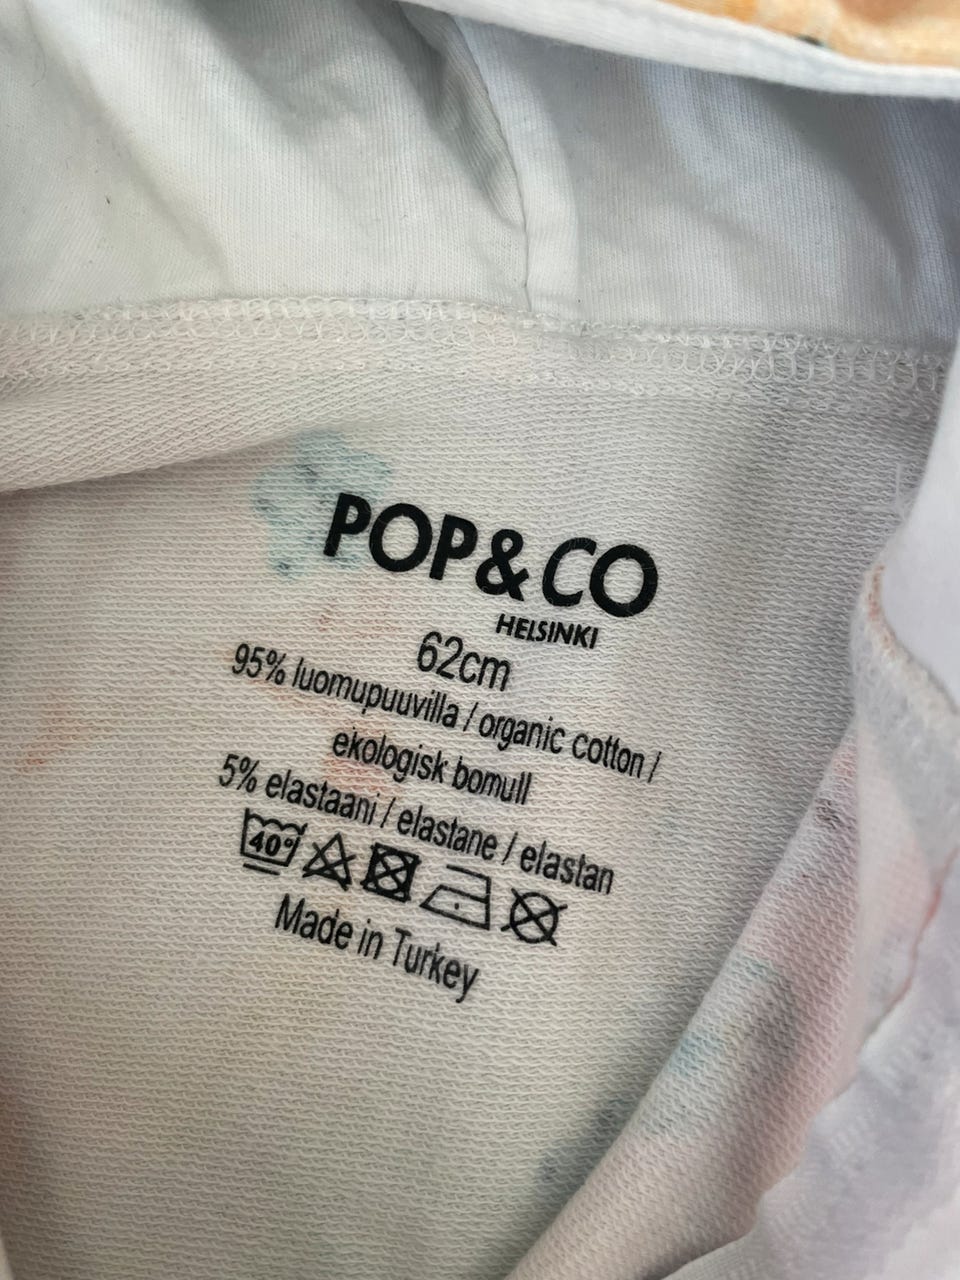 POP&CO
HELSINKI
62cm
95% luomupuuvilla / organic cotton /
ekologisk bomull
5% elastaani / elastane / elastan
40°
Made in Turkey